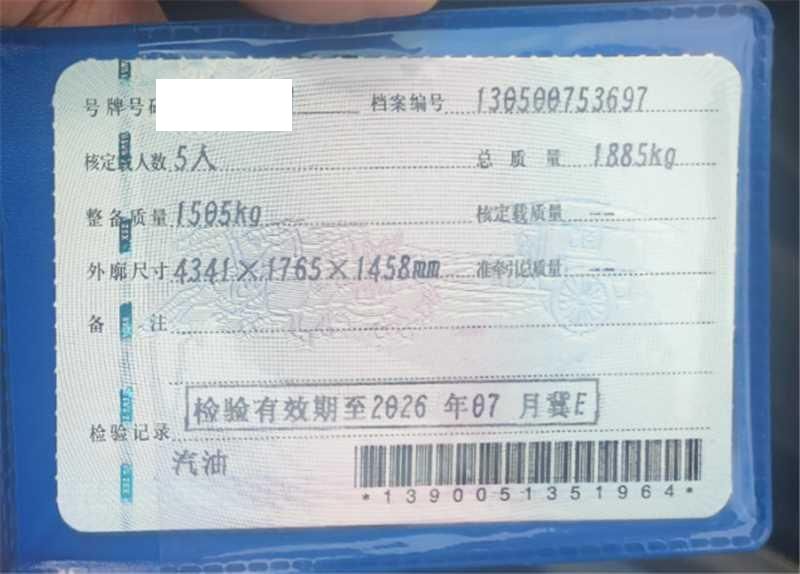 号牌号码 档案编号 130500753697
核定载人数 5人 总质量 1885kg
整备质量 1505kg 核定载质量 --
外廓尺寸 4341×1765×1458mm 准牵引总质量 --
备注
检验有效期至2026年07月冀E
检验记录
汽油
*1390051351964*